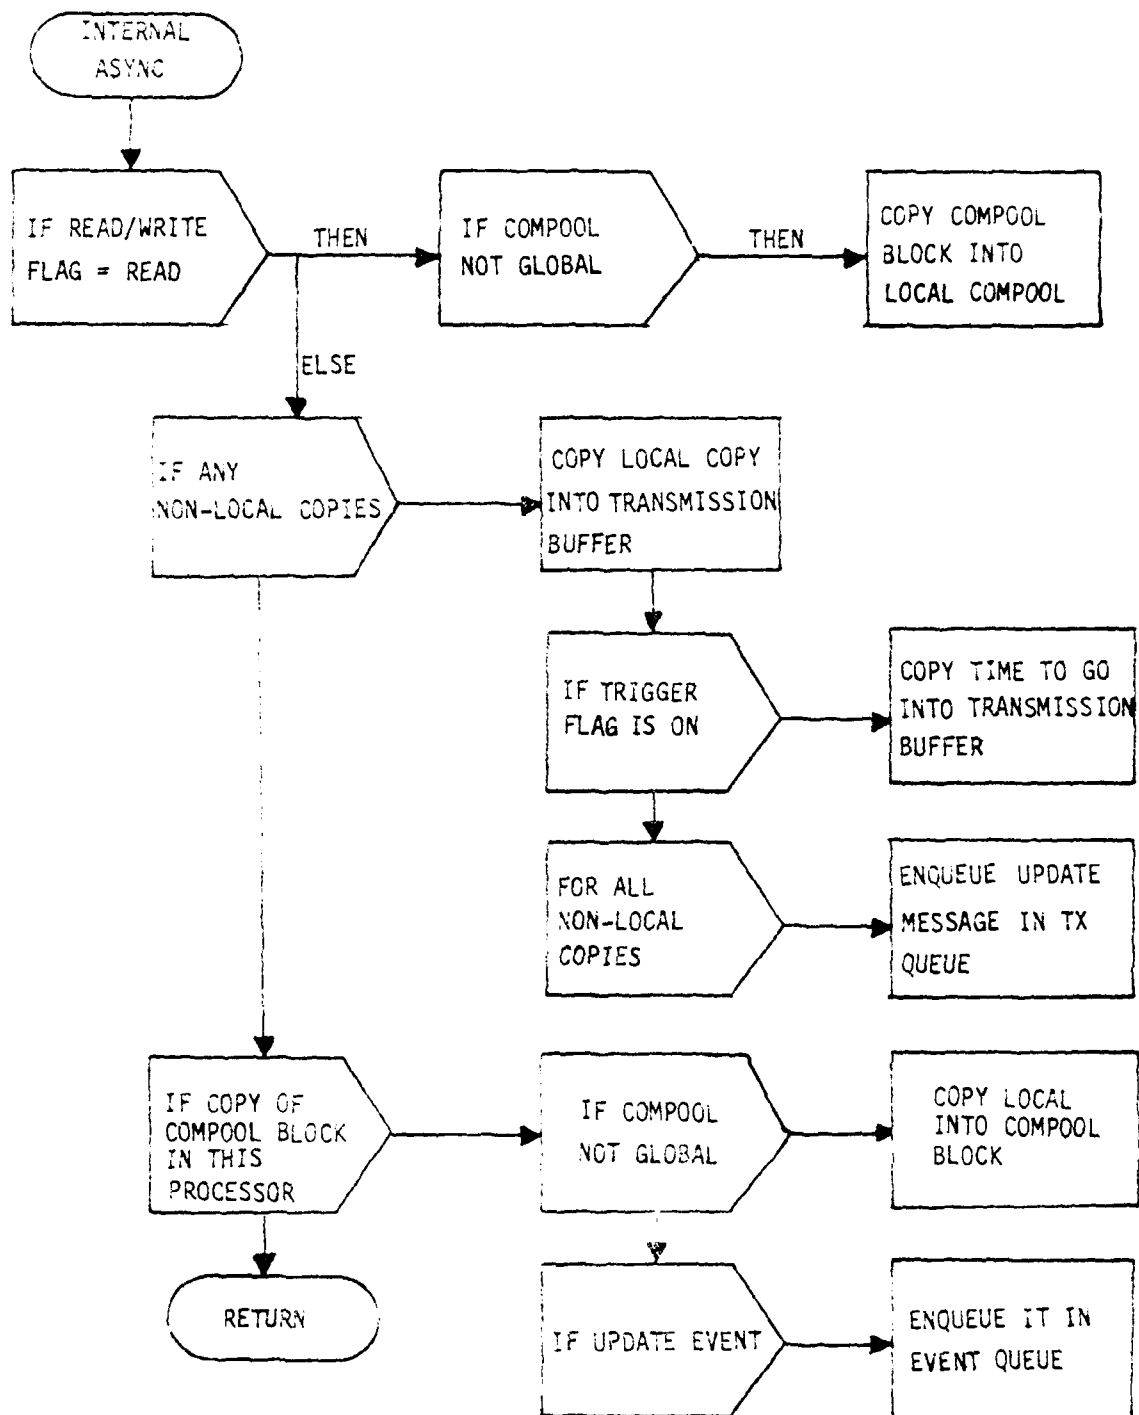 INTERNAL
ASYNC
IF READ/WRITE
FLAG = READ
THEN
IF COMPOOL
NOT GLOBAL
THEN
COPY COMPOOL
BLOCK INTO
LOCAL COMPOOL
ELSE
IF ANY
NON-LOCAL COPIES
COPY LOCAL COPY
INTO TRANSMISSION
BUFFER
IF TRIGGER
FLAG IS ON
COPY TIME TO GO
INTO TRANSMISSION
BUFFER
FOR ALL
NON-LOCAL
COPIES
ENQUEUE UPDATE
MESSAGE IN TX
QUEUE
IF COPY OF
COMPOOL BLOCK
IN THIS
PROCESSOR
IF COMPOOL
NOT GLOBAL
COPY LOCAL
INTO COMPOOL
BLOCK
RETURN
IF UPDATE EVENT
ENQUEUE IT IN
EVENT QUEUE